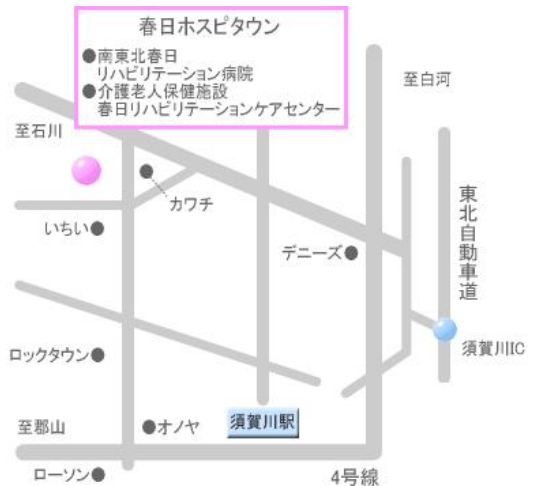 春日ホスピタウン
●南東北春日
リハビリテーション病院
●介護老人保健施設
春日リハビリテーションケアセンター
至白河
至石川
カワチ
東北自動車道
いちい
デニーズ
須賀川IC
ロックタウン
至郡山
オノヤ
須賀川駅
ローソン
4号線